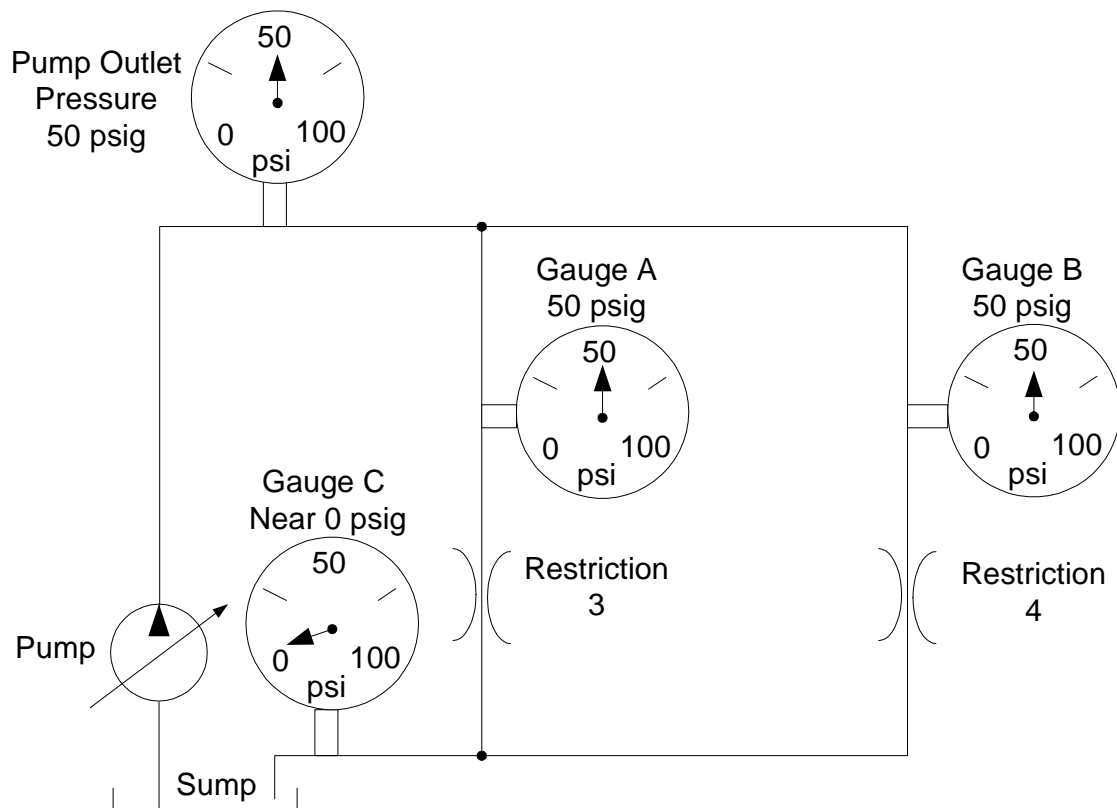 Pump Outlet
Pressure
50 psig
50
0
100
psi
Gauge A
50 psig
50
0
100
psi
Gauge B
50 psig
50
0
100
psi
Gauge C
Near 0 psig
50
0
100
psi
Restriction
3
Restriction
4
Pump
Sump